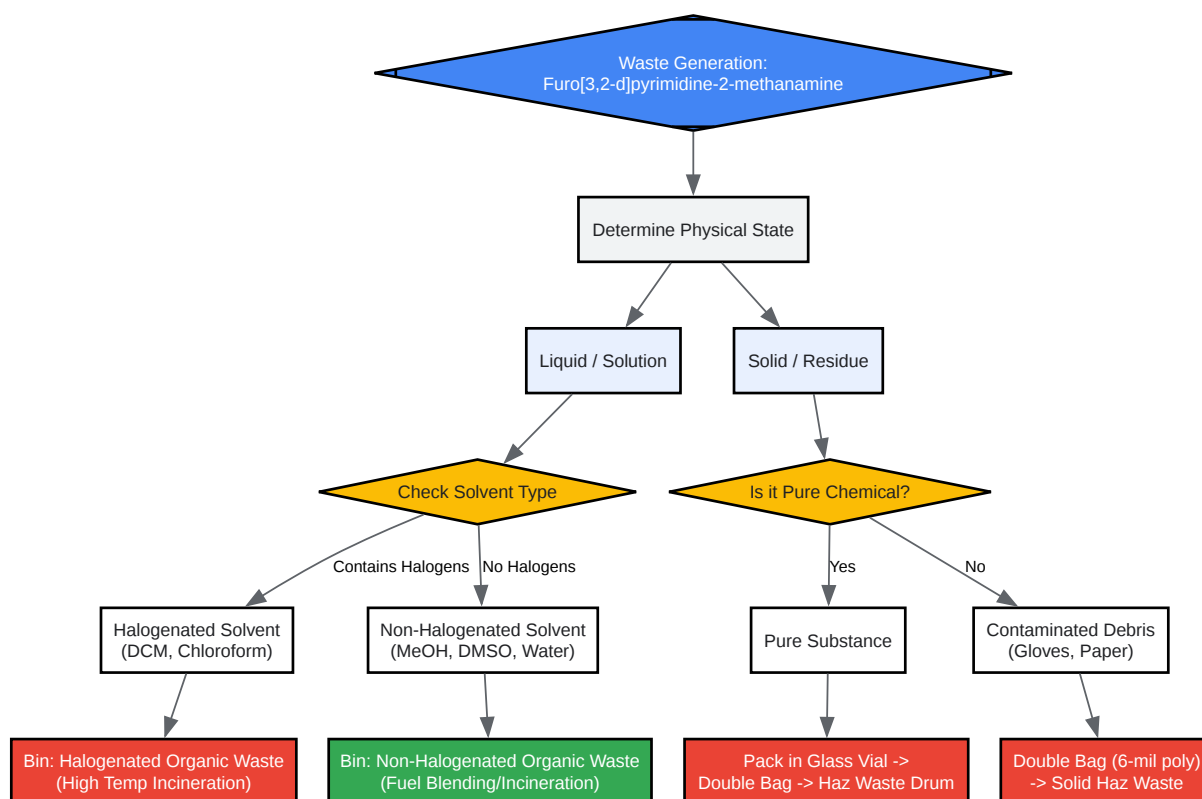 Waste Generation:
Furo[3,2-d]pyrimidine-2-methanamine
Determine Physical State
Liquid / Solution
Solid / Residue
Check Solvent Type
Is it Pure Chemical?
Contains Halogens
No Halogens
Yes
No
Halogenated Solvent
(DCM, Chloroform)
Non-Halogenated Solvent
(MeOH, DMSO, Water)
Pure Substance
Contaminated Debris
(Gloves, Paper)
Bin: Halogenated Organic Waste
(High Temp Incineration)
Bin: Non-Halogenated Organic Waste
(Fuel Blending/Incineration)
Pack in Glass Vial ->
Double Bag -> Haz Waste Drum
Double Bag (6-mil poly)
-> Solid Haz Waste